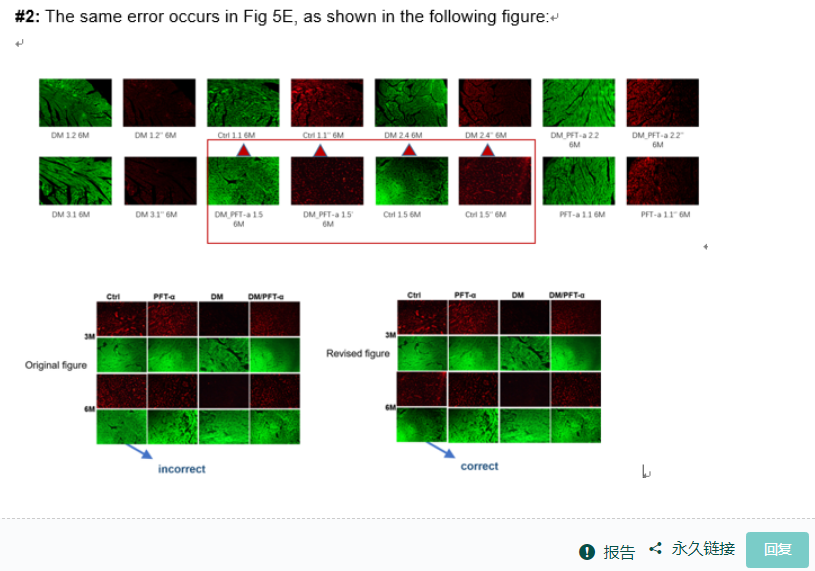 #2: The same error occurs in Fig 5E, as shown in the following figure:
DM 1.2 6M DM 1.2'' 6M Ctrl 1.1 6M Ctrl 1.1'' 6M DM 2.4 6M DM 2.4'' 6M DM_PFT-a 2.2 6M DM_PFT-a 2.2'' 6M
DM 3.1 6M DM 3.1'' 6M DM_PFT-a 1.5 6M DM_PFT-a 1.5' 6M Ctrl 1.5 6M Ctrl 1.5'' 6M PFT-a 1.1 6M PFT-a 1.1'' 6M
Ctrl PFT-α DM DM/PFT-α
3M
Original figure
6M
incorrect
Ctrl PFT-α DM DM/PFT-α
3M
Revised figure
6M
correct
报告 永久链接 回复